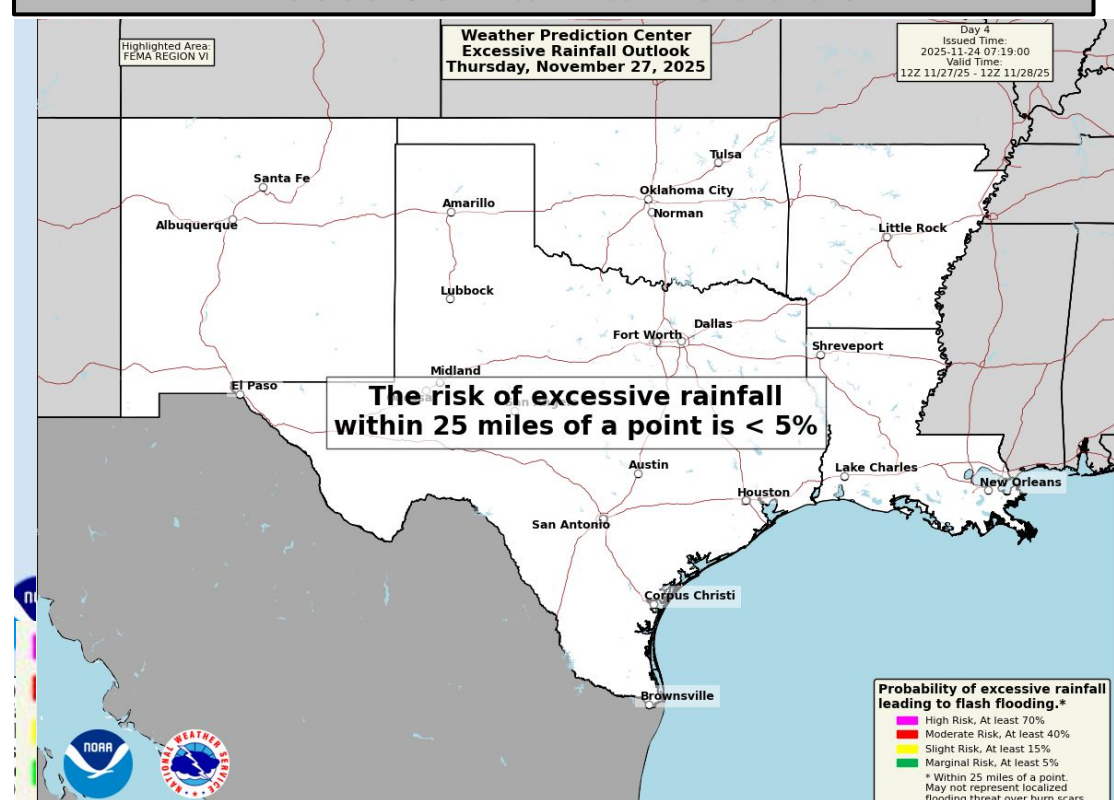 Weather Prediction Center
Excessive Rainfall Outlook
Thursday, November 27, 2025
Highlighted Area:
FEMA REGION VI
Day 4
Issued Time:
2025-11-24 07:19:00
Valid Time:
12Z 11/27/25 - 12Z 11/28/25
Santa Fe
Albuquerque
Amarillo
Tulsa
Oklahoma City
Norman
Little Rock
Lubbock
Fort Worth
Dallas
Shreveport
Midland
El Paso
The risk of excessive rainfall
within 25 miles of a point is < 5%
Austin
Lake Charles
New Orleans
Houston
San Antonio
Corpus Christi
Brownsville
Probability of excessive rainfall
leading to flash flooding.*
High Risk, At least 70%
Moderate Risk, At least 40%
Slight Risk, At least 15%
Marginal Risk, At least 5%
* Within 25 miles of a point.
May not represent localized
flooding threat over burn scars
NOAA
NATIONAL WEATHER SERVICE